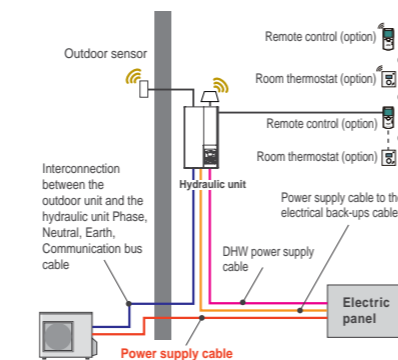 Outdoor sensor
Remote control (option)
Room thermostat (option)
Remote control (option)
Room thermostat (option)
Hydraulic unit
Interconnection
between the
outdoor unit and the
hydraulic unit Phase,
Neutral, Earth,
Communication bus
cable
Power supply cable to the
electrical back-ups cable
DHW power supply
cable
Electric
panel
Power supply cable